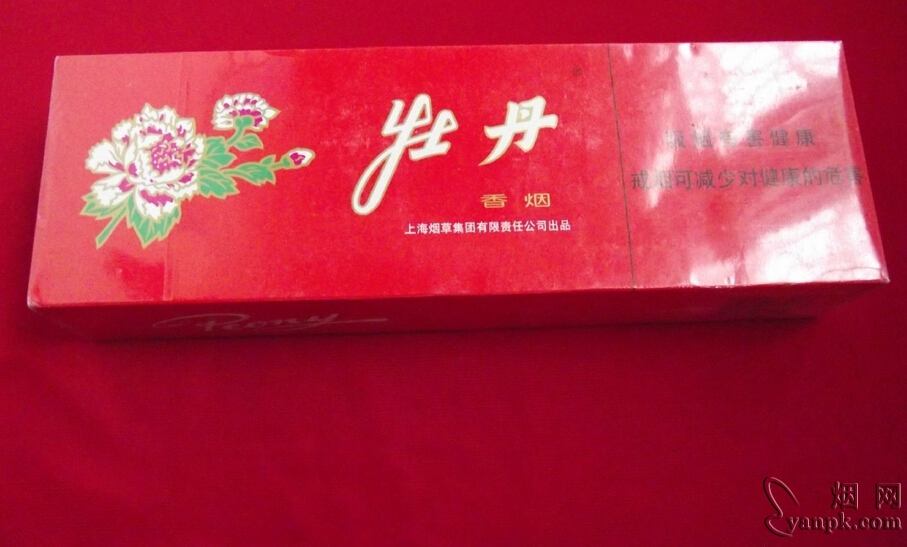 牡丹
香烟
上海烟草集团有限责任公司出品
吸烟有害健康
戒烟可减少对健康的危害
Peony
烟网
yanpk.com